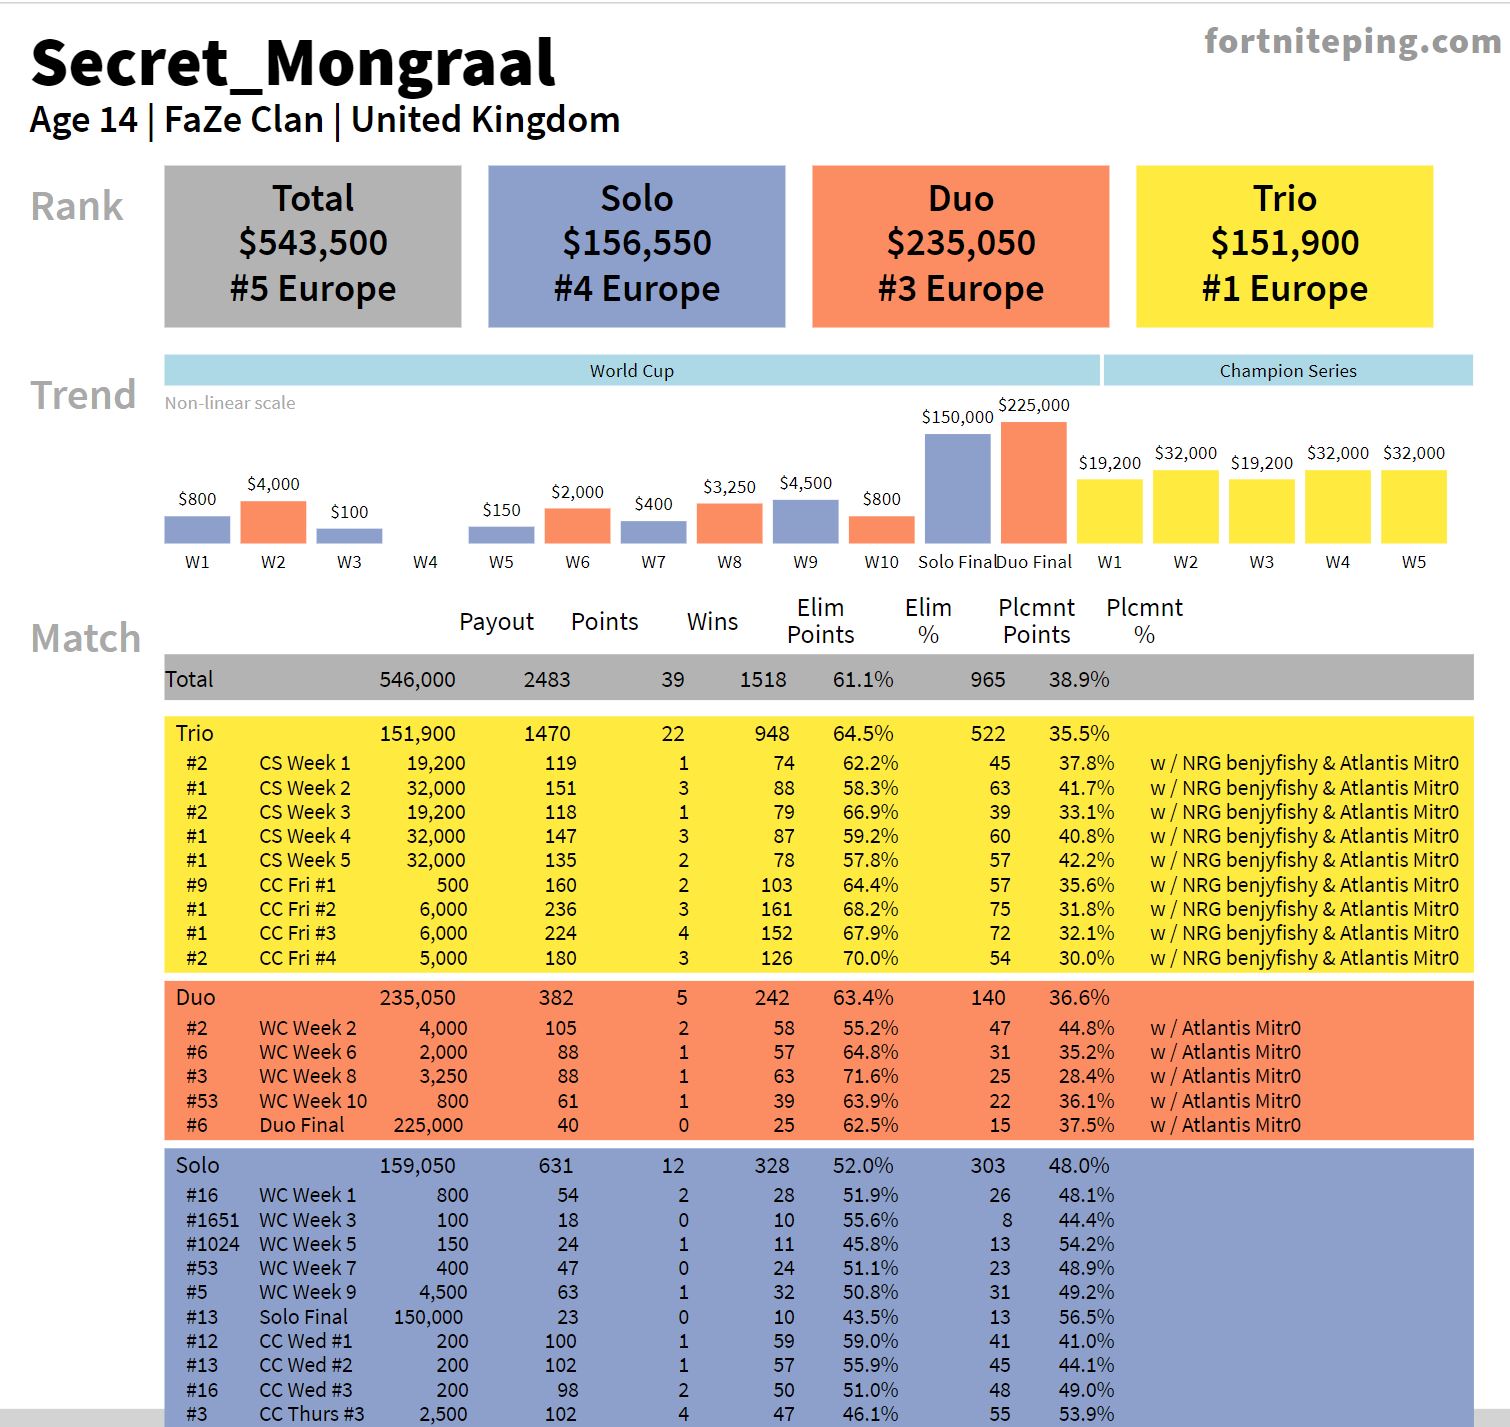 Secret_Mongraal
fortniteping.com
Age 14 | FaZe Clan | United Kingdom
Rank
Total
$543,500
#5 Europe
Solo
$156,550
#4 Europe
Duo
$235,050
#3 Europe
Trio
$151,900
#1 Europe
Trend
World Cup
Champion Series
Non-linear scale
$800 $4,000 $100 $150 $2,000 $400 $3,250 $4,500 $800 $150,000 $225,000 $19,200 $32,000 $19,200 $32,000 $32,000
W1 W2 W3 W4 W5 W6 W7 W8 W9 W10 Solo Final Duo Final W1 W2 W3 W4 W5
Match
Payout Points Wins Elim Points Elim % Plcmnt Points Plcmnt %
Total 546,000 2483 39 1518 61.1% 965 38.9%
Trio 151,900 1470 22 948 64.5% 522 35.5%
#2 CS Week 1 19,200 119 1 74 62.2% 45 37.8% w / NRG benjyfishy & Atlantis Mitr0
#1 CS Week 2 32,000 151 3 88 58.3% 63 41.7% w / NRG benjyfishy & Atlantis Mitr0
#2 CS Week 3 19,200 118 1 79 66.9% 39 33.1% w / NRG benjyfishy & Atlantis Mitr0
#1 CS Week 4 32,000 147 3 87 59.2% 60 40.8% w / NRG benjyfishy & Atlantis Mitr0
#1 CS Week 5 32,000 135 2 78 57.8% 57 42.2% w / NRG benjyfishy & Atlantis Mitr0
#9 CC Fri #1 500 160 2 103 64.4% 57 35.6% w / NRG benjyfishy & Atlantis Mitr0
#1 CC Fri #2 6,000 236 3 161 68.2% 75 31.8% w / NRG benjyfishy & Atlantis Mitr0
#1 CC Fri #3 6,000 224 4 152 67.9% 72 32.1% w / NRG benjyfishy & Atlantis Mitr0
#2 CC Fri #4 5,000 180 3 126 70.0% 54 30.0% w / NRG benjyfishy & Atlantis Mitr0
Duo 235,050 382 5 242 63.4% 140 36.6%
#2 WC Week 2 4,000 105 2 58 55.2% 47 44.8% w / Atlantis Mitr0
#6 WC Week 6 2,000 88 1 57 64.8% 31 35.2% w / Atlantis Mitr0
#3 WC Week 8 3,250 88 1 63 71.6% 25 28.4% w / Atlantis Mitr0
#53 WC Week 10 800 61 1 39 63.9% 22 36.1% w / Atlantis Mitr0
#6 Duo Final 225,000 40 0 25 62.5% 15 37.5% w / Atlantis Mitr0
Solo 159,050 631 12 328 52.0% 303 48.0%
#16 WC Week 1 800 54 2 28 51.9% 26 48.1%
#1651 WC Week 3 100 18 0 10 55.6% 8 44.4%
#1024 WC Week 5 150 24 1 11 45.8% 13 54.2%
#53 WC Week 7 400 47 0 24 51.1% 23 48.9%
#5 WC Week 9 4,500 63 1 32 50.8% 31 49.2%
#13 Solo Final 150,000 23 0 10 43.5% 13 56.5%
#12 CC Wed #1 200 100 1 59 59.0% 41 41.0%
#13 CC Wed #2 200 102 1 57 55.9% 45 44.1%
#16 CC Wed #3 200 98 2 50 51.0% 48 49.0%
#3 CC Thurs #3 2,500 102 4 47 46.1% 55 53.9%